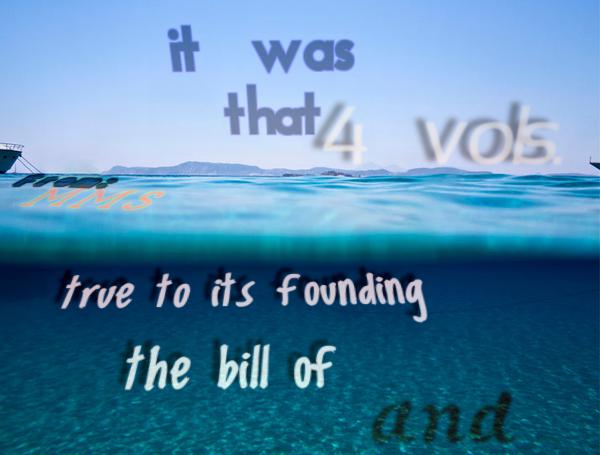 it was
that
4 vols.
From:
MMS
true to its founding
the bill of
and